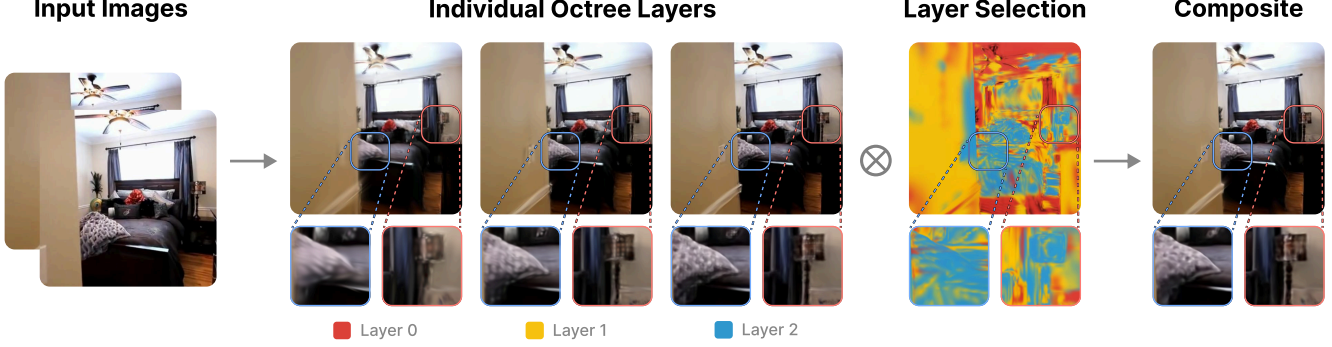 Input Images
Individual Octree Layers
Layer Selection
Composite
Layer 0
Layer 1
Layer 2